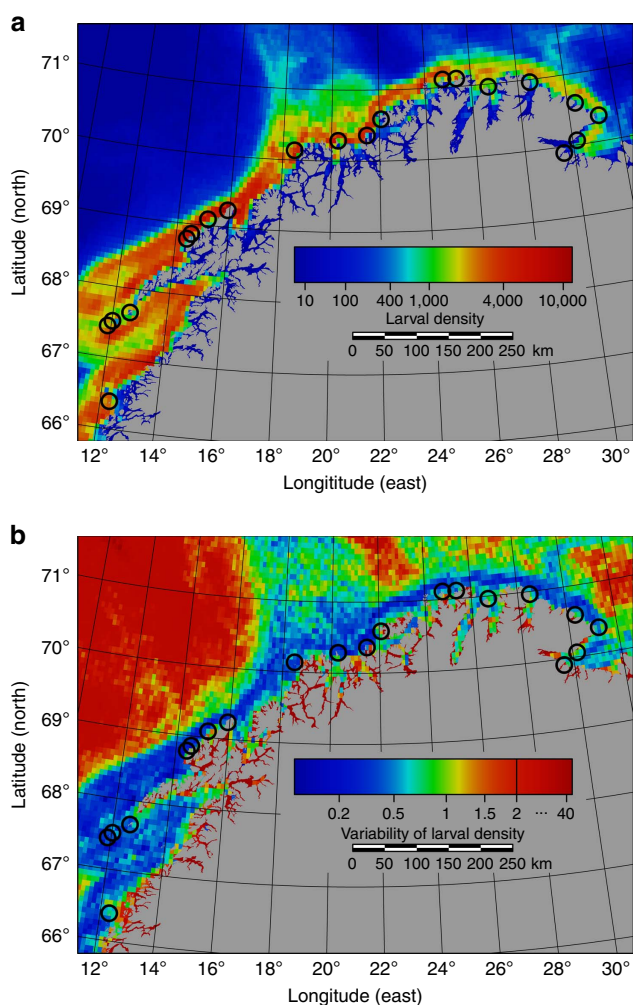 a
71°
70°
69°
68°
67°
66°
Latitude (north)
10 100 400 1,000 4,000 10,000
Larval density
0 50 100 150 200 250 km
12° 14° 16° 18° 20° 22° 24° 26° 28° 30°
Longititude (east)
b
71°
70°
69°
68°
67°
66°
Latitude (north)
0.2 0.5 1 1.5 2 ... 40
Variability of larval density
0 50 100 150 200 250 km
12° 14° 16° 18° 20° 22° 24° 26° 28° 30°
Longitude (east)